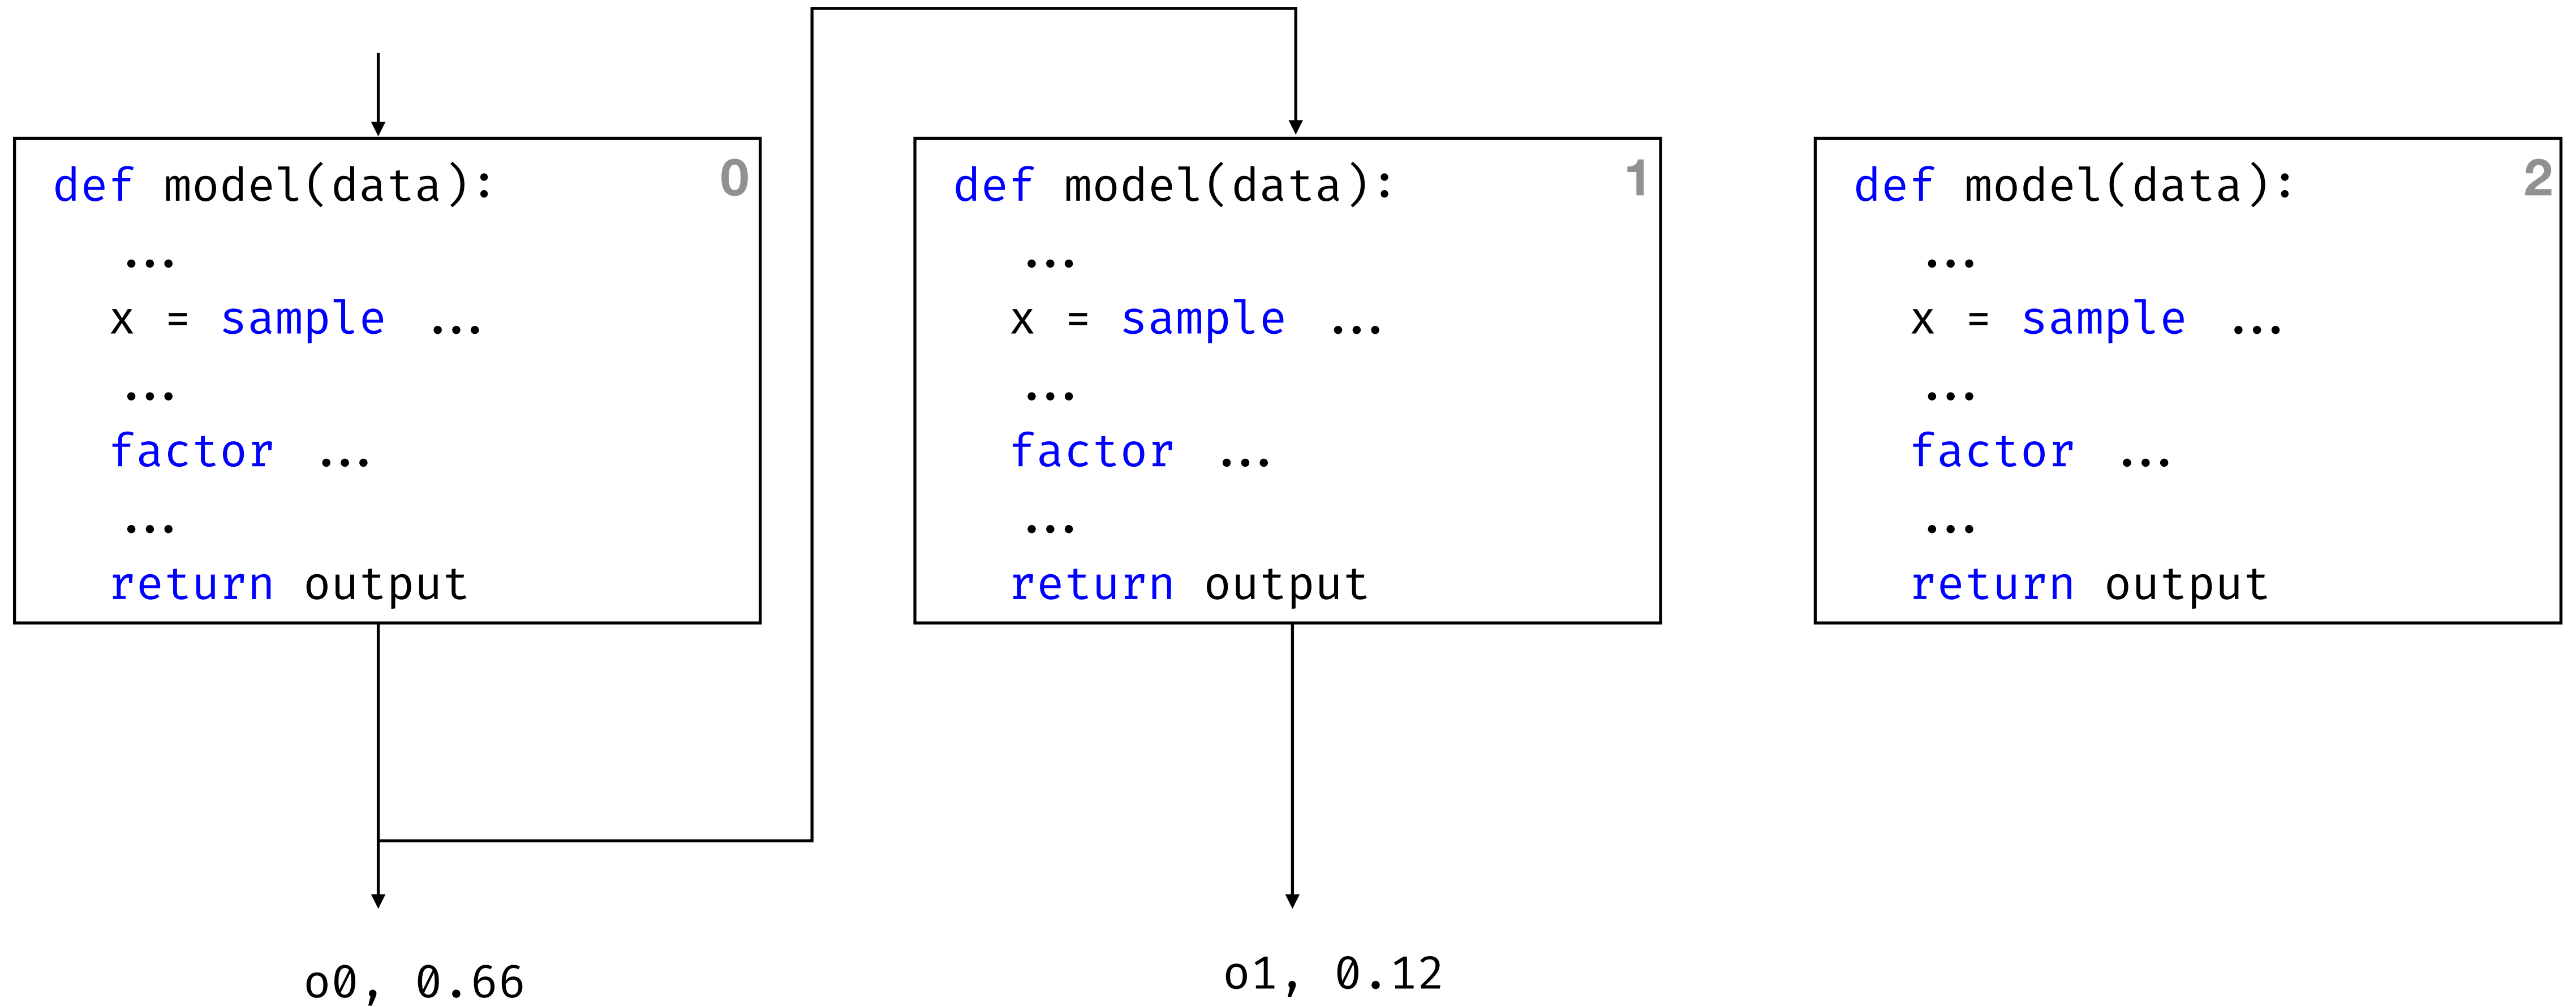 def model(data): 0
...
x = sample ...
...
factor ...
...
return output
def model(data): 1
...
x = sample ...
...
factor ...
...
return output
def model(data): 2
...
x = sample ...
...
factor ...
...
return output
o0, 0.66
o1, 0.12